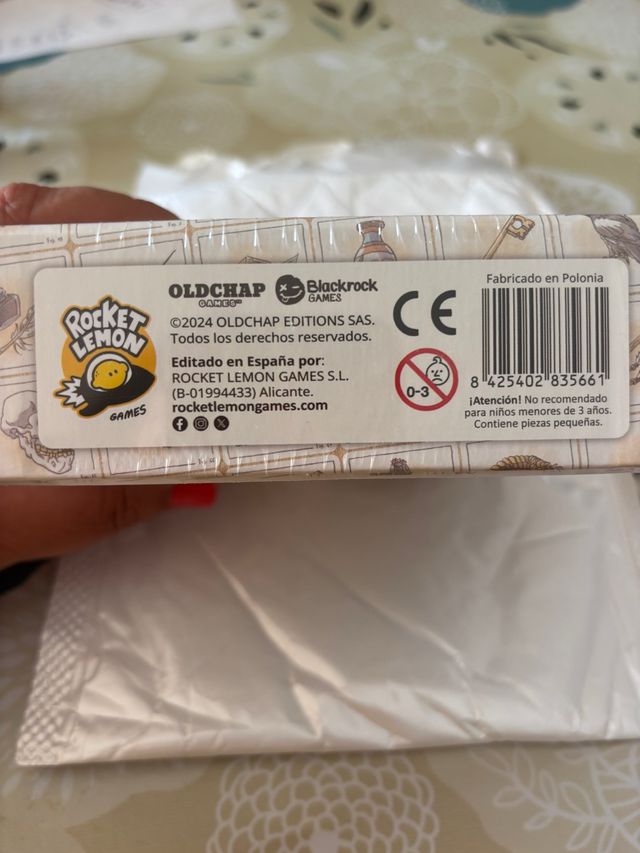 ROCKET
LEMON
GAMES
OLDCHAP
GAMES™
Blackrock
GAMES
©2024 OLDCHAP EDITIONS SAS.
Todos los derechos reservados.
Editado en España por:
ROCKET LEMON GAMES S.L.
(B-01994433) Alicante.
rocketlemongames.com
CE
0-3
Fabricado en Polonia
8 425402 835661
¡Atención! No recomendado
para niños menores de 3 años.
Contiene piezas pequeñas.